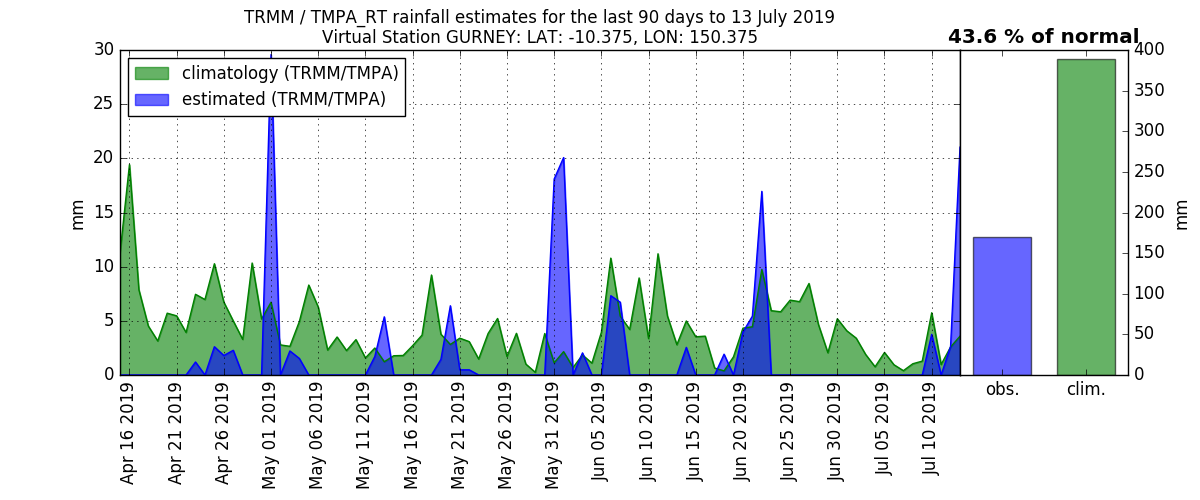 TRMM / TMPA_RT rainfall estimates for the last 90 days to 13 July 2019
Virtual Station GURNEY: LAT: -10.375, LON: 150.375
43.6 % of normal
climatology (TRMM/TMPA)
estimated (TRMM/TMPA)
30
25
20
15
10
5
0
mm
Apr 16 2019
Apr 21 2019
Apr 26 2019
May 01 2019
May 06 2019
May 11 2019
May 16 2019
May 21 2019
May 26 2019
May 31 2019
Jun 05 2019
Jun 10 2019
Jun 15 2019
Jun 20 2019
Jun 25 2019
Jun 30 2019
Jul 05 2019
Jul 10 2019
obs.
clim.
400
350
300
250
200
150
100
50
0
mm